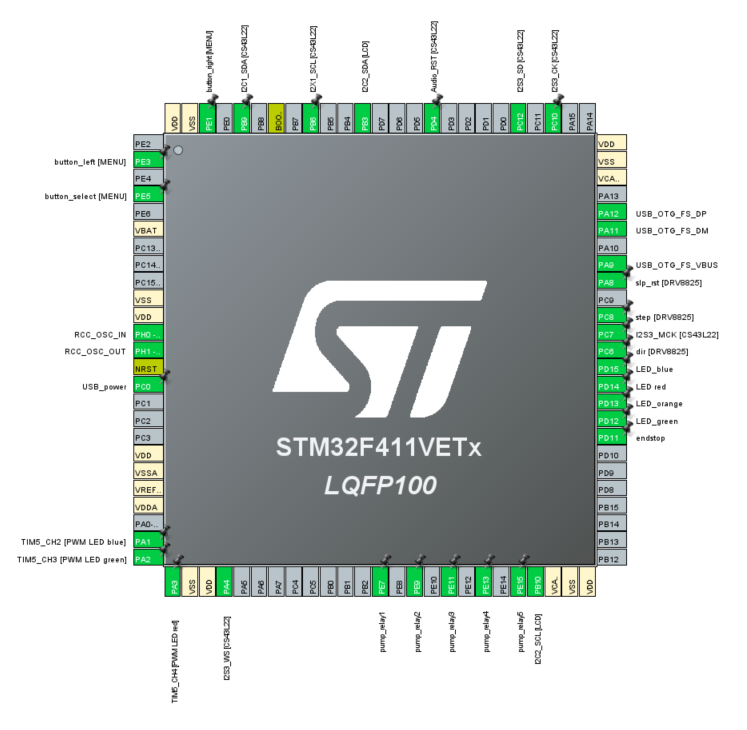 button_right [MENU]
I2C1_SDA [CS43L22]
I2X1_SCL [CS43L22]
I2C2_SDA [LCD]
Audio_RST [CS43L22]
I2S3_SD [CS43L22]
I2S3_CK [CS43L22]
VDD
VSS
PE1
PE0
PB9
PB8
BOO..
PB7
PB6
PB5
PB4
PB3
PD7
PD6
PD5
PD4
PD3
PD2
PD1
PD0
PC12
PC11
PC10
PA15
PA14
PE2
button_left [MENU] PE3
PE4
button_select [MENU] PE5
PE6
VBAT
PC13..
PC14..
PC15..
VSS
VDD
RCC_OSC_IN PH0 -..
RCC_OSC_OUT PH1 -..
NRST
USB_power PC0
PC1
PC2
PC3
VDD
VSSA
VREF..
VDDA
PA0-..
TIM5_CH2 [PWM LED blue] PA1
TIM5_CH3 [PWM LED green] PA2
STM32F411VETx
LQFP100
VDD
VSS
VCA..
PA13
PA12 USB_OTG_FS_DP
PA11 USB_OTG_FS_DM
PA10
PA9 USB_OTG_FS_VBUS
PA8 slp_rst [DRV8825]
PC9
PC8 step [DRV8825]
PC7 I2S3_MCK [CS43L22]
PC6 dir [DRV8825]
PD15 LED_blue
PD14 LED red
PD13 LED_orange
PD12 LED_green
PD11 endstop
PD10
PD9
PD8
PB15
PB14
PB13
PB12
PA3
VSS
VDD
PA4
PA5
PA6
PA7
PC4
PC5
PB0
PB1
PB2
PE7
PE8
PE9
PE10
PE11
PE12
PE13
PE14
PE15
PB10
VCA..
VSS
VDD
TIM5_CH4 [PWM LED red]
I2S3_WS [CS43L22]
pump_relay1
pump_relay2
pump_relay3
pump_relay4
pump_relay5
I2C2_SCL [LCD]